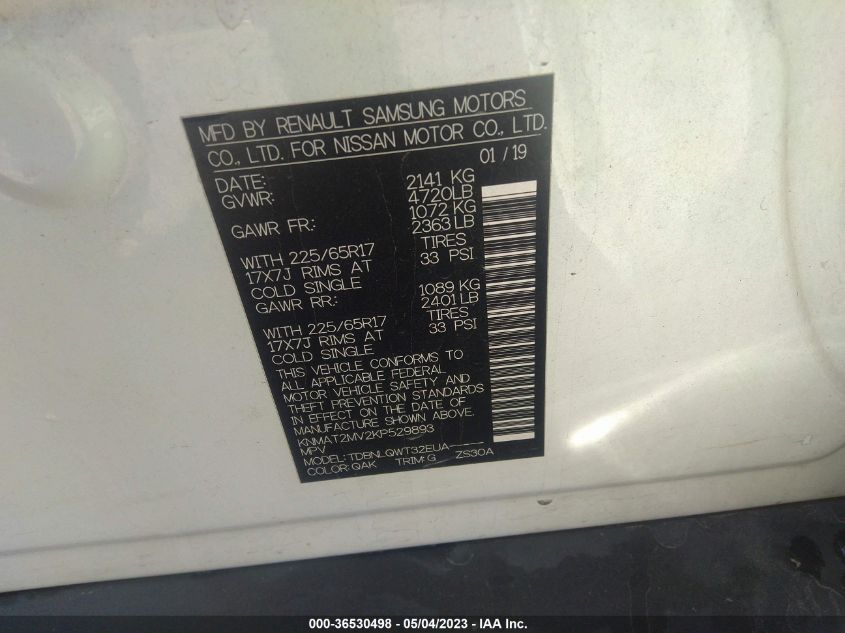 MFD BY RENAULT SAMSUNG MOTORS
CO., LTD. FOR NISSAN MOTOR CO., LTD.
DATE: 01 / 19
GVWR: 2141 KG
4720LB
GAWR FR.: 1072 KG
2363 LB
WITH 225/65R17 TIRES
17X7J RIMS AT 33 PSI
COLD SINGLE
GAWR RR.: 1089 KG
2401 LB
WITH 225/65R17 TIRES
17X7J RIMS AT 33 PSI
COLD SINGLE
THIS VEHICLE CONFORMS TO
ALL APPLICABLE FEDERAL
MOTOR VEHICLE SAFETY AND
THEFT PREVENTION STANDARDS
IN EFFECT ON THE DATE OF
MANUFACTURE SHOWN ABOVE.
KNMAT2MV2KP529893
MPV
MODEL: TDBNLQWT32EUA-----
COLOR: QAK TRIM: G ZS30A
000-36530498 - 05/04/2023 - IAA Inc.